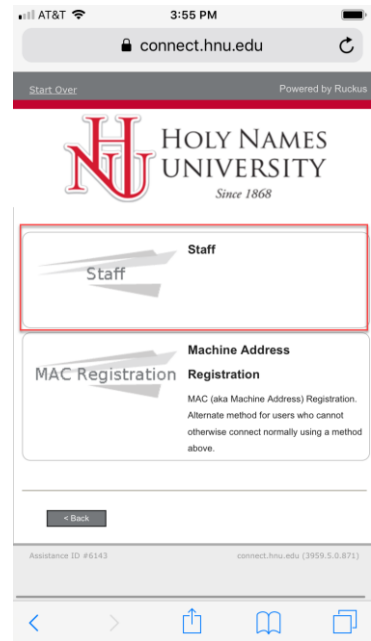 AT&T 3:55 PM
connect.hnu.edu
Start Over Powered by Ruckus
HNU HOLY NAMES
UNIVERSITY
Since 1868
Staff
Staff
Machine Address
MAC Registration Registration
MAC (aka Machine Address) Registration.
Alternate method for users who cannot
otherwise connect normally using a method
above.
< Back
Assistance ID #6143 connect.hnu.edu (3959.5.0.871)